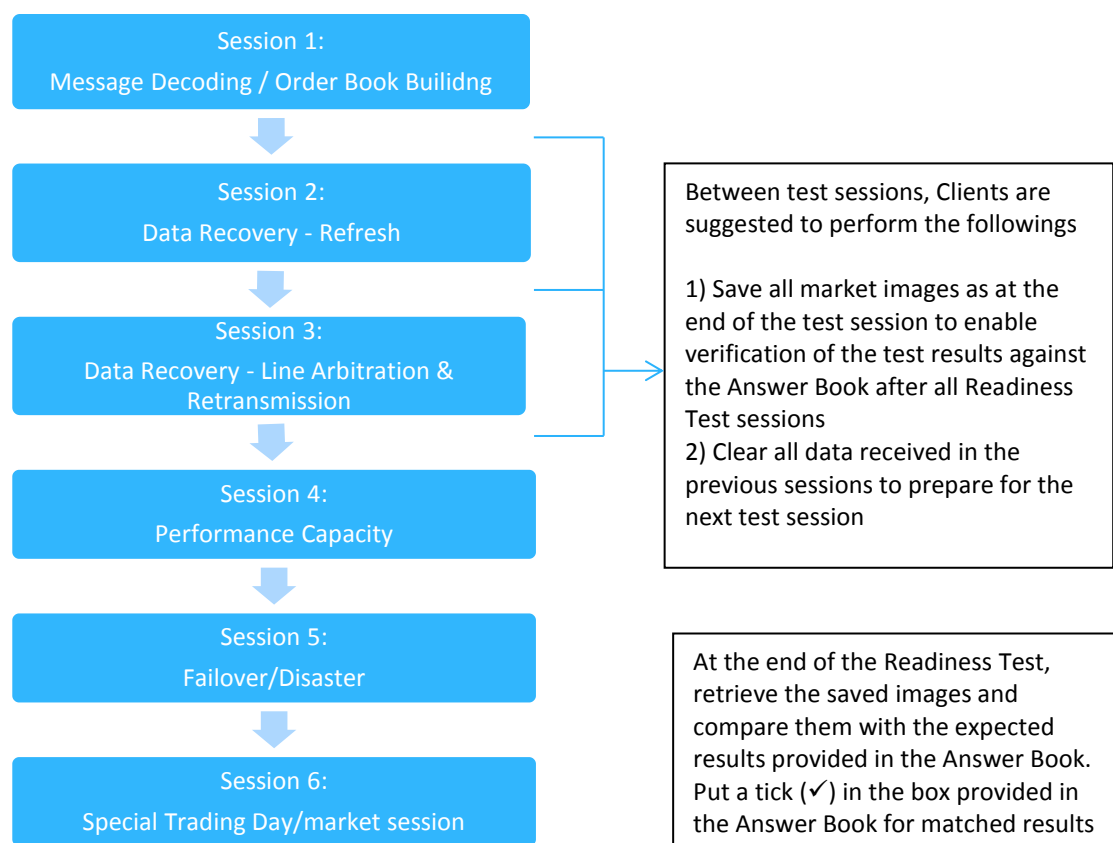 Session 1:
Message Decoding / Order Book Builidng
Session 2:
Data Recovery - Refresh
Session 3:
Data Recovery - Line Arbitration &
Retransmission
Session 4:
Performance Capacity
Session 5:
Failover/Disaster
Session 6:
Special Trading Day/market session
Between test sessions, Clients are
suggested to perform the followings
1) Save all market images as at the
end of the test session to enable
verification of the test results against
the Answer Book after all Readiness
Test sessions
2) Clear all data received in the
previous sessions to prepare for the
next test session
At the end of the Readiness Test,
retrieve the saved images and
compare them with the expected
results provided in the Answer Book.
Put a tick (✓) in the box provided in
the Answer Book for matched results